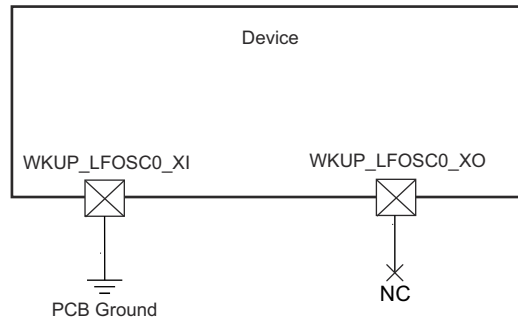 Device
WKUP_LFOSC0_XI
WKUP_LFOSC0_XO
PCB Ground
NC